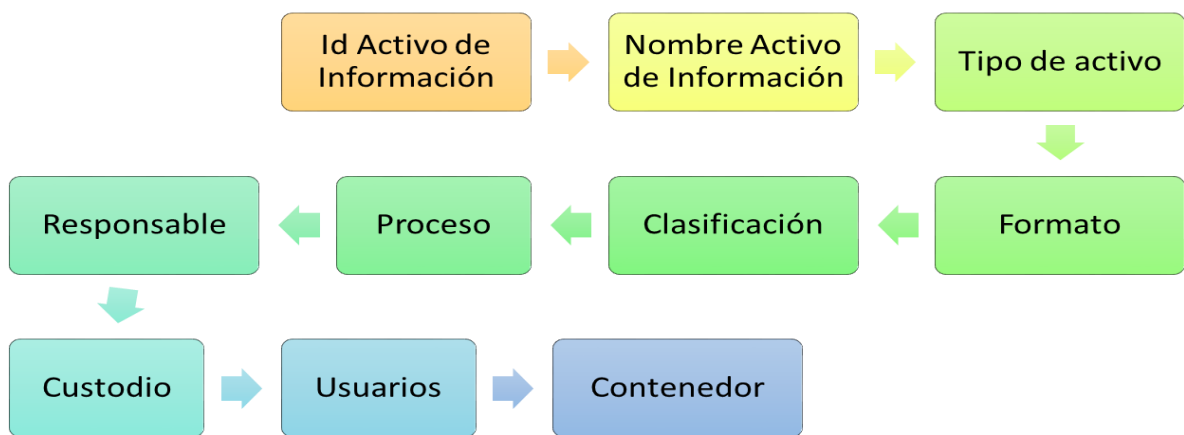 Id Activo de
Información
Nombre Activo
de Información
Tipo de activo
Formato
Clasificación
Proceso
Responsable
Custodio
Usuarios
Contenedor